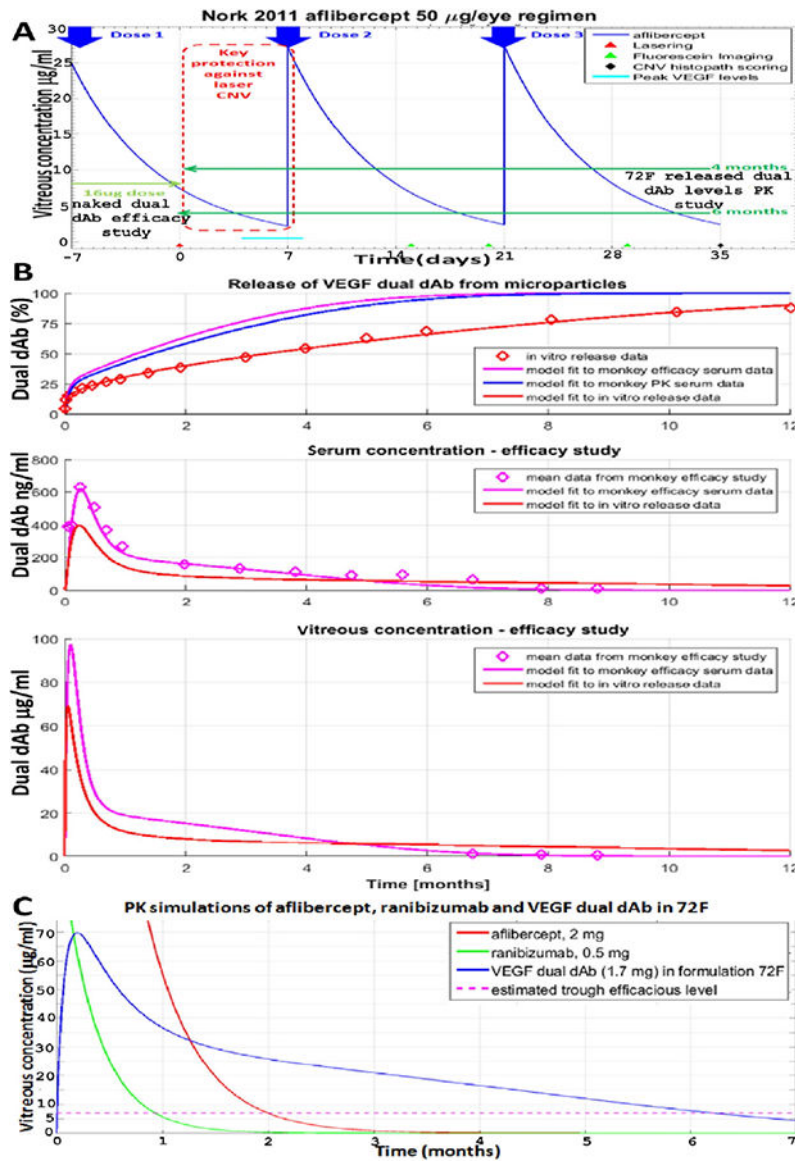 A
Nork 2011 aflibercept 50 μg/eye regimen
Dose 1
Dose 2
Dose 3
aflibercept
Lasering
Fluorescein Imaging
CNV histopath scoring
Peak VEGF levels
Key
protection
against
laser
CNV
16ug dose
naked dual
dAb efficacy
study
4 months
72F released dual
dAb levels PK
study
6 months
Vitreous concentration µg/ml
30
25
20
15
10
5
0
-7
0
7
14
21
28
35
Time(days)
B
Release of VEGF dual dAb from microparticles
Dual dAb (%)
100
75
50
25
0
in vitro release data
model fit to monkey efficacy serum data
model fit to monkey PK serum data
model fit to in vitro release data
0
2
4
6
8
10
12
Serum concentration - efficacy study
Dual dAb ng/ml
800
600
400
200
0
mean data from monkey efficacy study
model fit to monkey efficacy serum data
model fit to in vitro release data
0
2
4
6
8
10
12
Vitreous concentration - efficacy study
Dual dAb µg/ml
100
80
60
40
20
0
mean data from monkey efficacy study
model fit to monkey efficacy serum data
model fit to in vitro release data
0
2
4
6
8
10
12
Time [months]
C
PK simulations of aflibercept, ranibizumab and VEGF dual dAb in 72F
Vitreous concentration (µg/ml)
70
60
50
40
30
20
10
5
0
aflibercept, 2 mg
ranibizumab, 0.5 mg
VEGF dual dAb (1.7 mg) in formulation 72F
estimated trough efficacious level
0
1
2
3
4
5
6
7
Time (months)